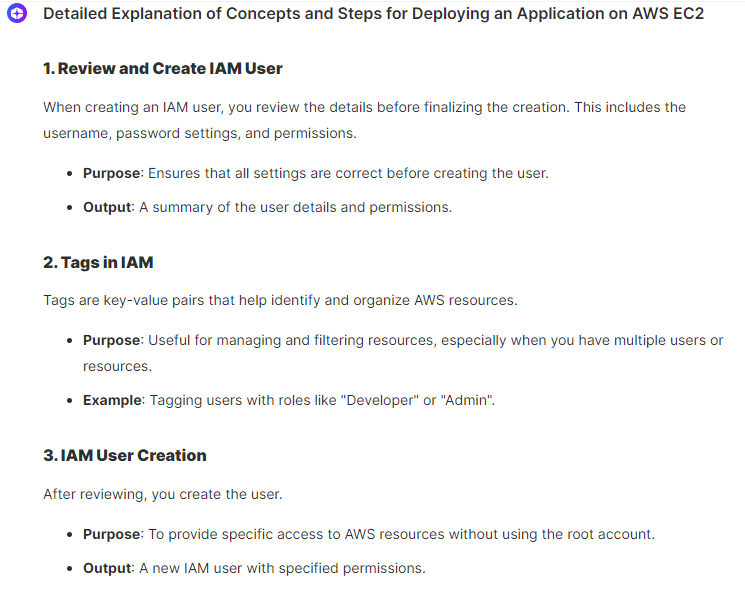 Detailed Explanation of Concepts and Steps for Deploying an Application on AWS EC2
1. Review and Create IAM User
When creating an IAM user, you review the details before finalizing the creation. This includes the
username, password settings, and permissions.
• Purpose: Ensures that all settings are correct before creating the user.
• Output: A summary of the user details and permissions.
2. Tags in IAM
Tags are key-value pairs that help identify and organize AWS resources.
• Purpose: Useful for managing and filtering resources, especially when you have multiple users or
resources.
• Example: Tagging users with roles like "Developer" or "Admin".
3. IAM User Creation
After reviewing, you create the user.
• Purpose: To provide specific access to AWS resources without using the root account.
• Output: A new IAM user with specified permissions.